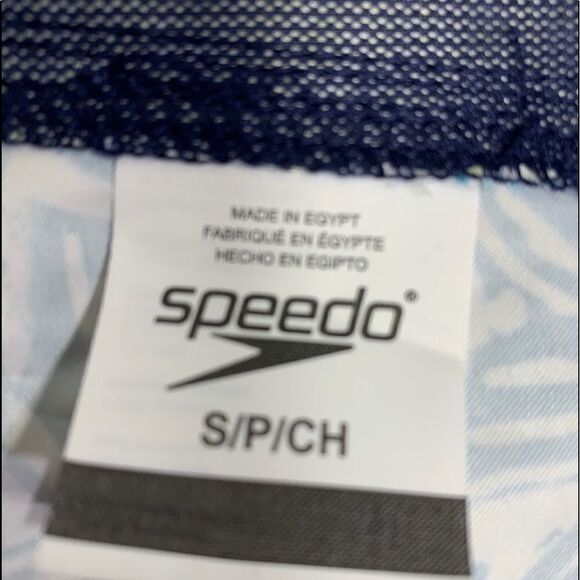 MADE IN EGYPT
FABRIQUÉ EN ÉGYPTE
HECHO EN EGIPTO
speedo®
S/P/CH